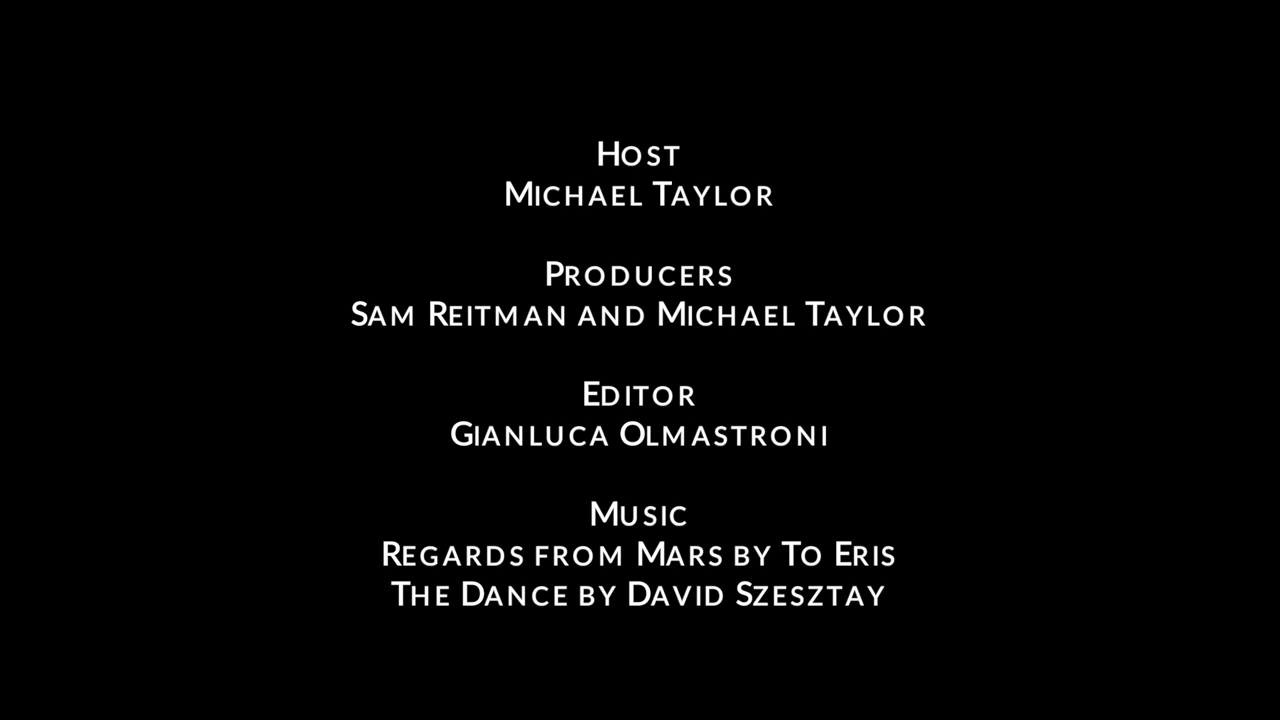 Host
Michael Taylor
Producers
Sam Reitman and Michael Taylor
Editor
Gianluca Olmastroni
Music
Regards from Mars by To Eris
The Dance by David Szesztay